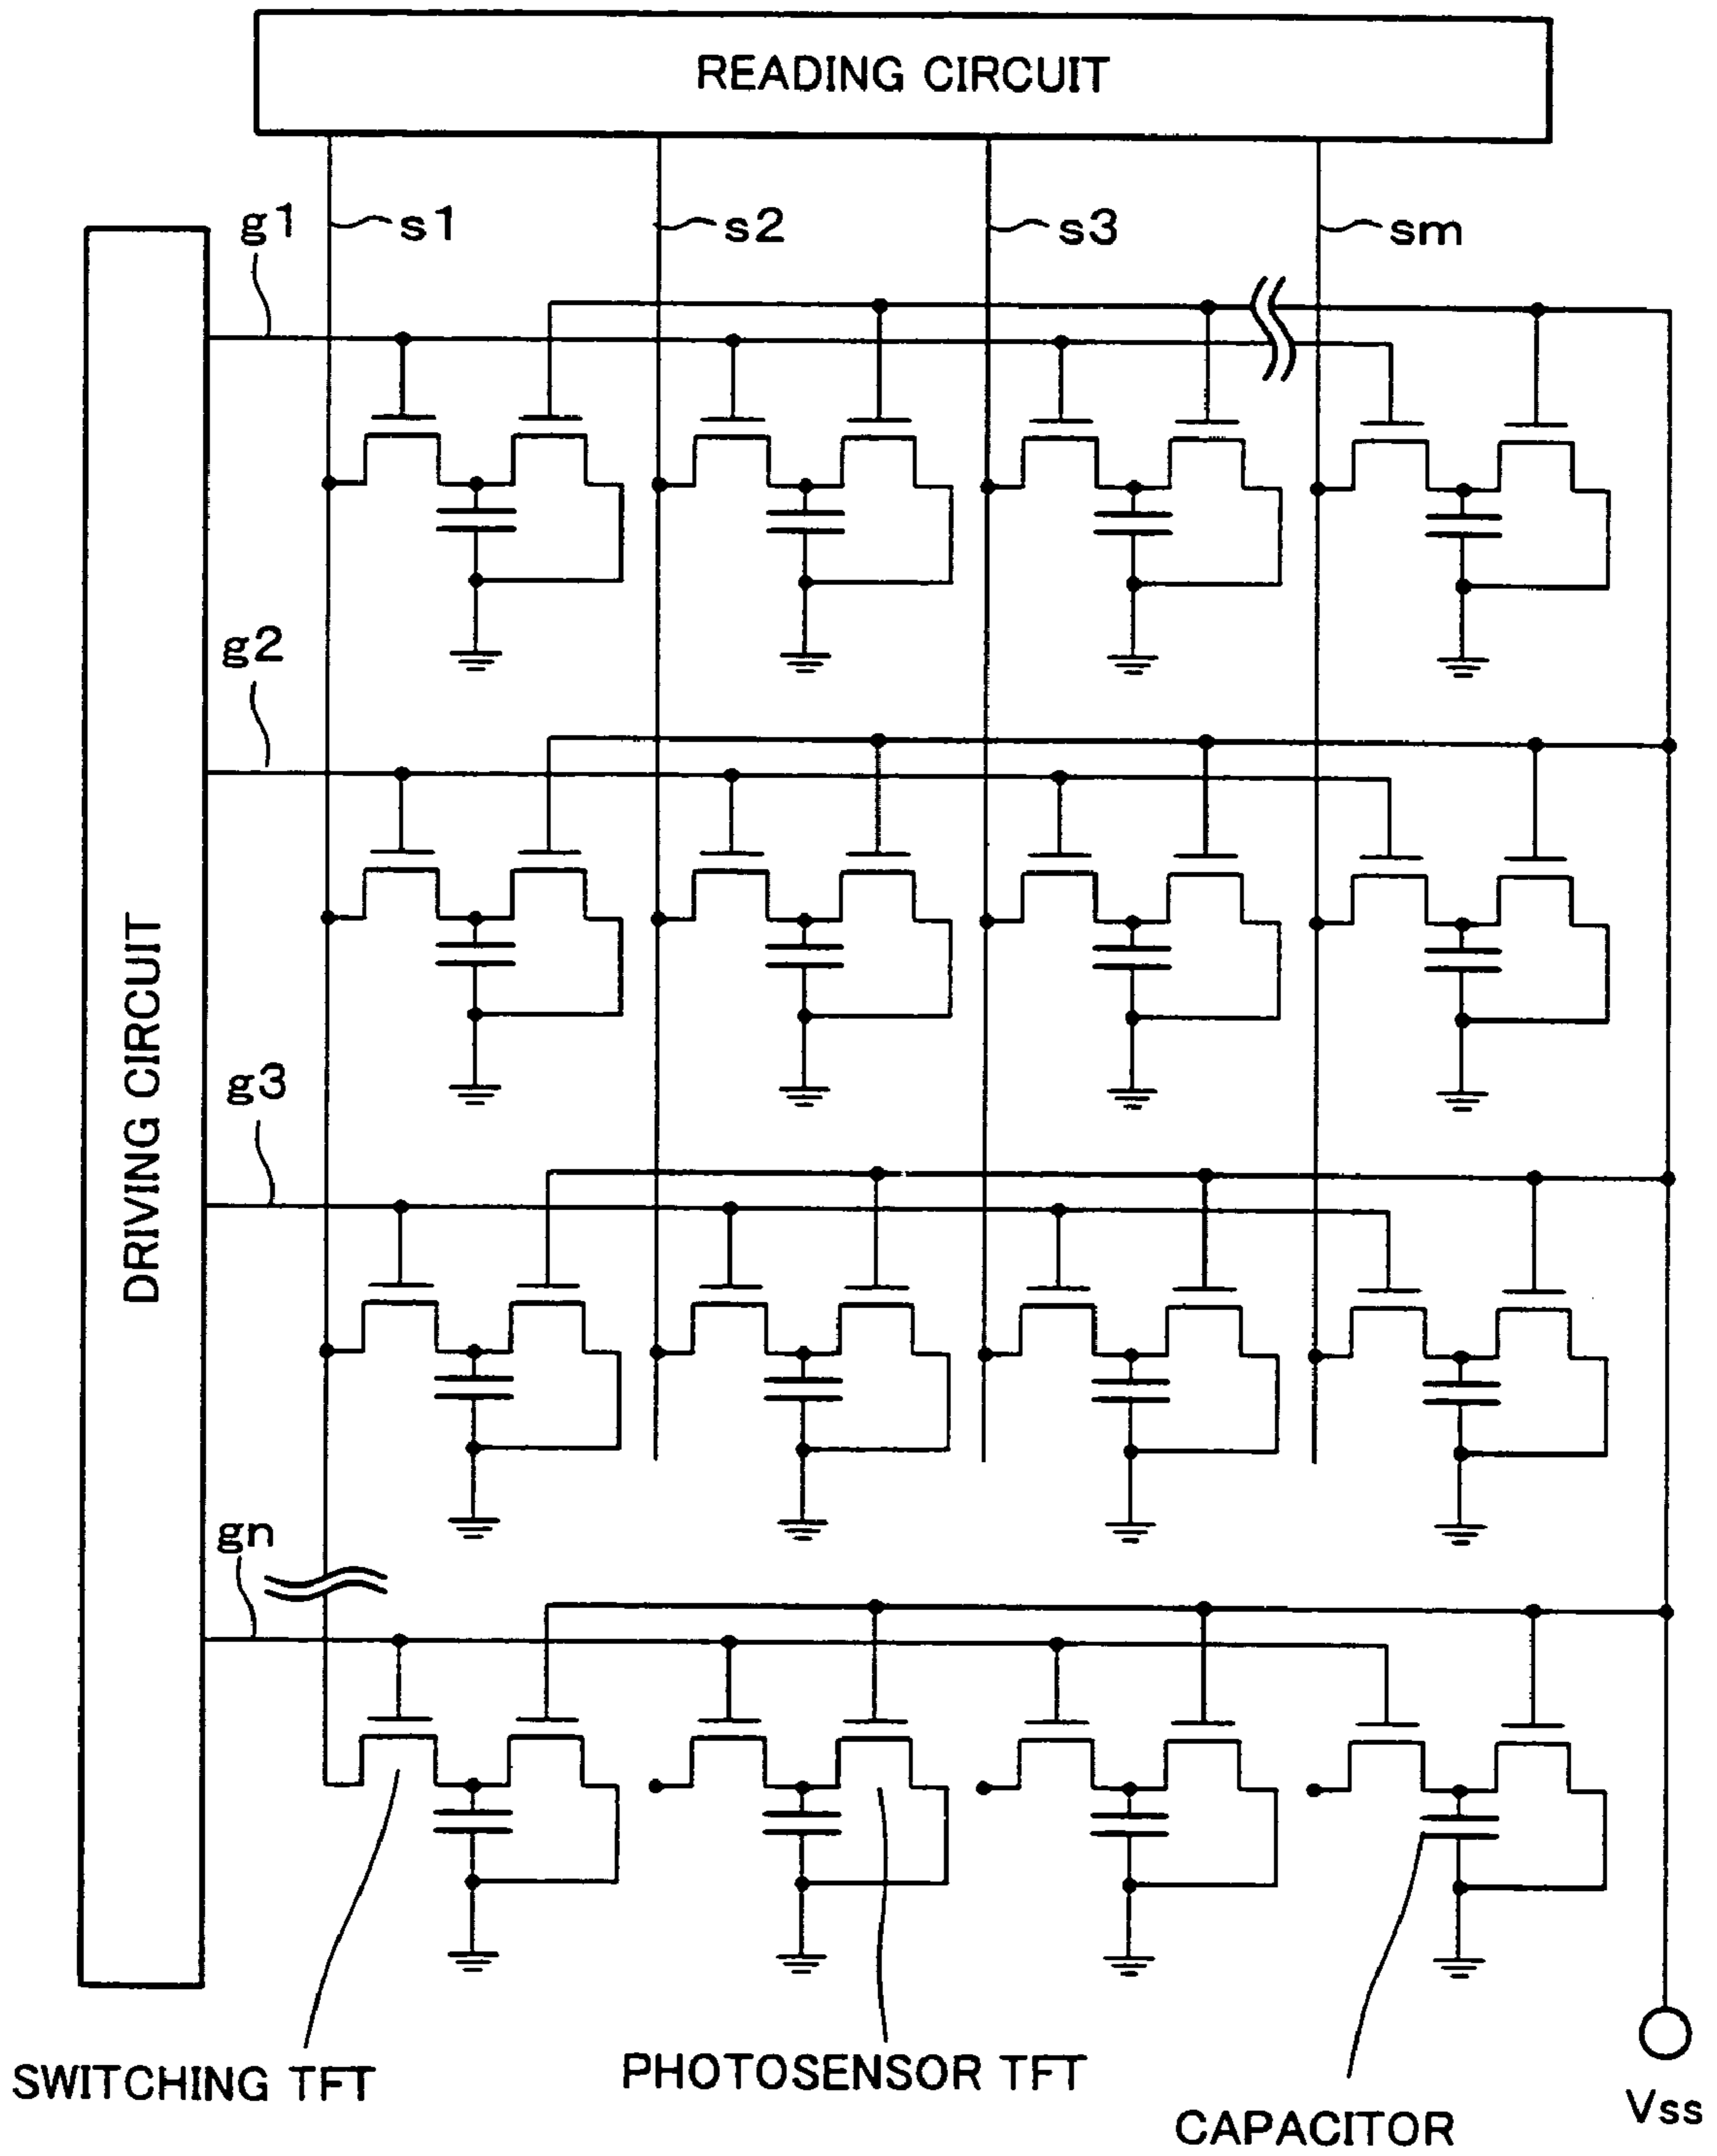 READING CIRCUIT
g1
s1
s2
s3
sm
g2
g3
DRIVING CIRCUIT
gn
SWITCHING TFT
PHOTOSENSOR TFT
CAPACITOR
Vss